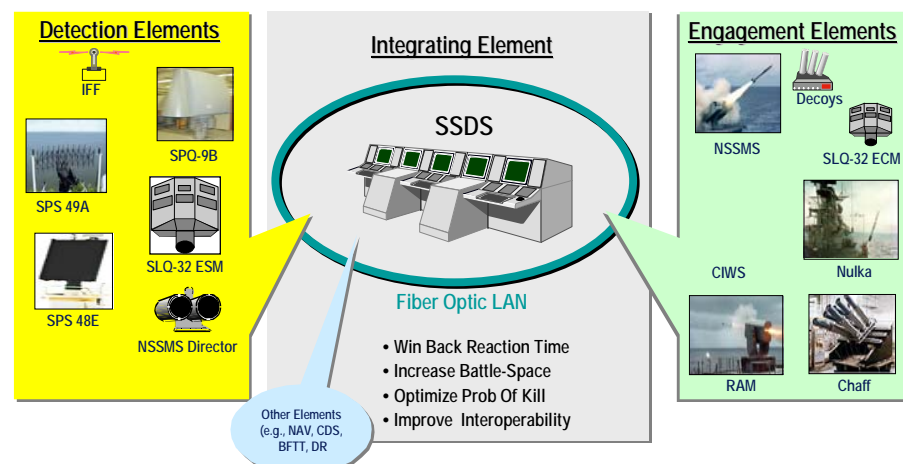 Detection Elements
IFF
SPQ-9B
SPS 49A
SLQ-32 ESM
SPS 48E
NSSMS Director
Integrating Element
SSDS
Fiber Optic LAN
• Win Back Reaction Time
• Increase Battle-Space
• Optimize Prob Of Kill
• Improve Interoperability
Other Elements
(e.g., NAV, CDS,
BFTT, DR
Engagement Elements
Decoys
NSSMS
SLQ-32 ECM
CIWS
Nulka
RAM
Chaff